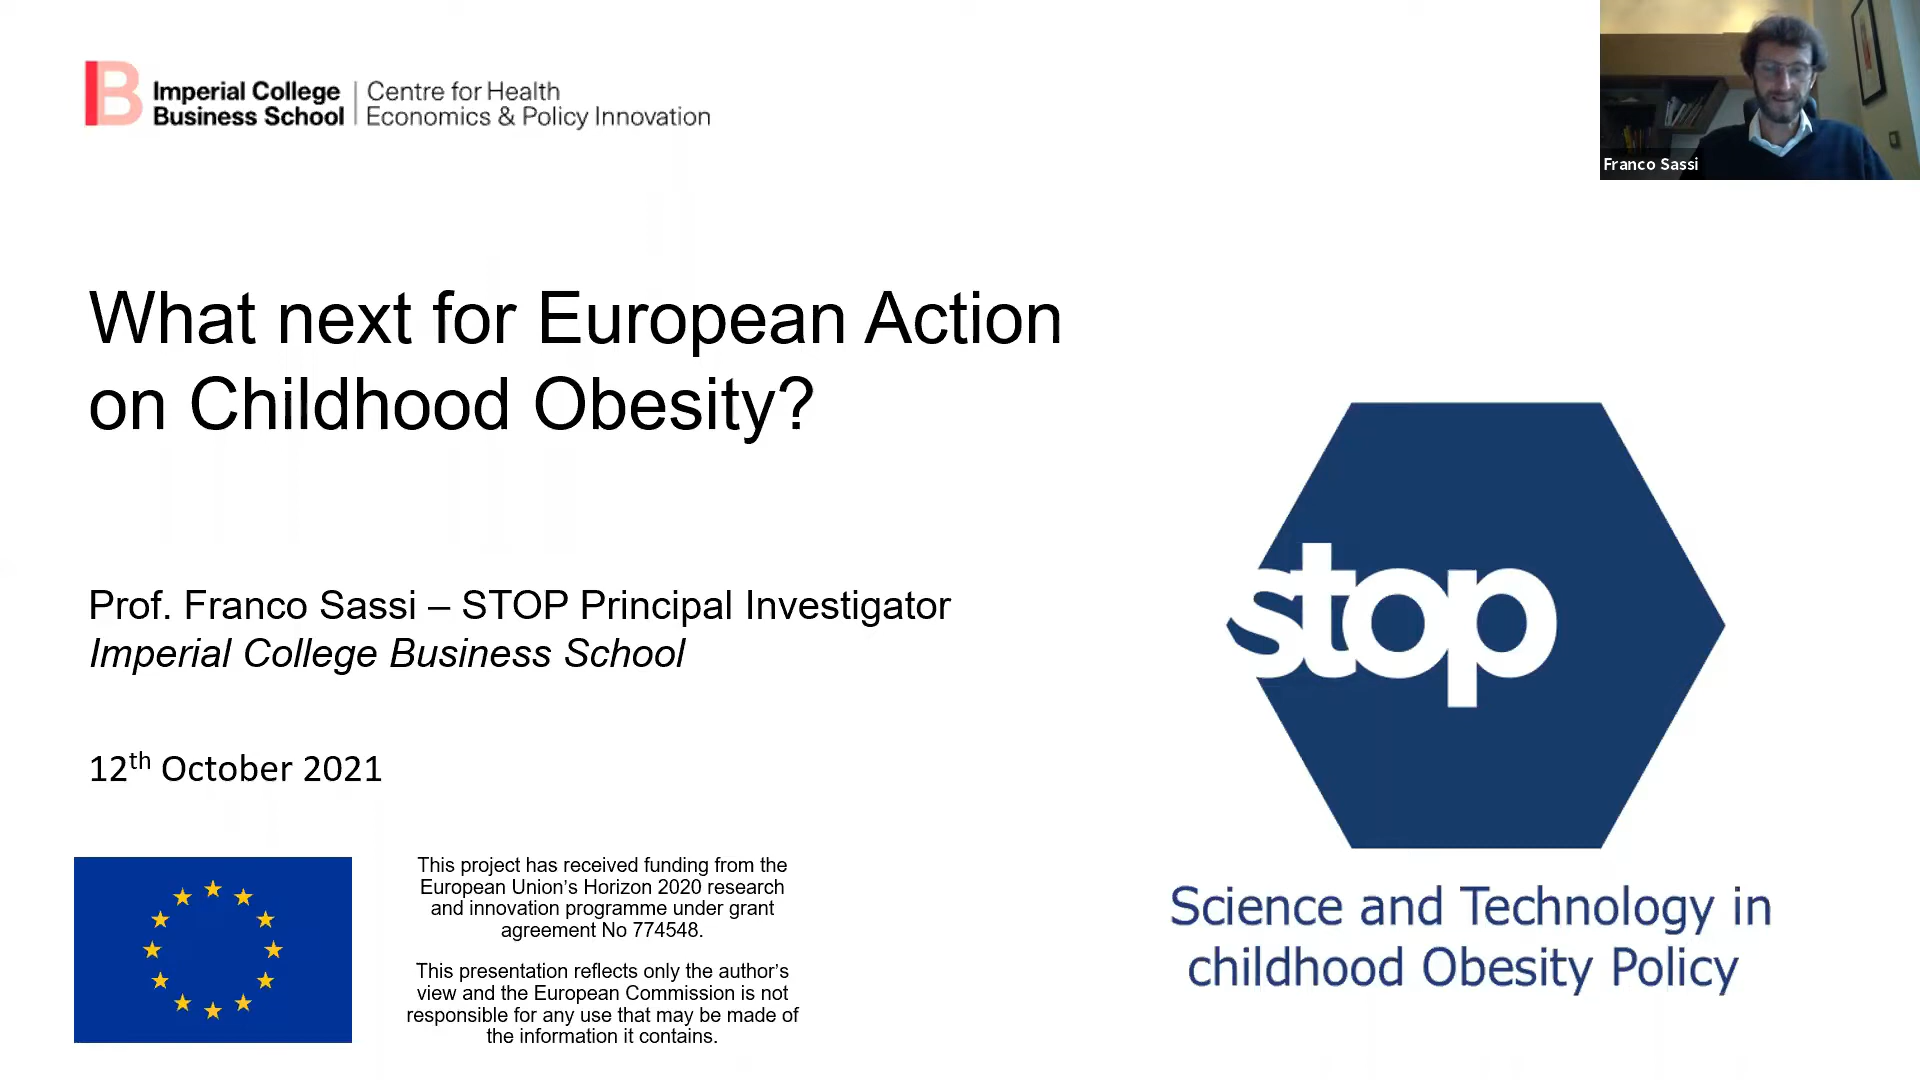 Imperial College
Business School
Centre for Health
Economics & Policy Innovation
Franco Sassi
What next for European Action
on Childhood Obesity?
Prof. Franco Sassi – STOP Principal Investigator
Imperial College Business School
12th October 2021
This project has received funding from the
European Union's Horizon 2020 research
and innovation programme under grant
agreement No 774548.
This presentation reflects only the author's
view and the European Commission is not
responsible for any use that may be made of
the information it contains.
stop
Science and Technology in
childhood Obesity Policy